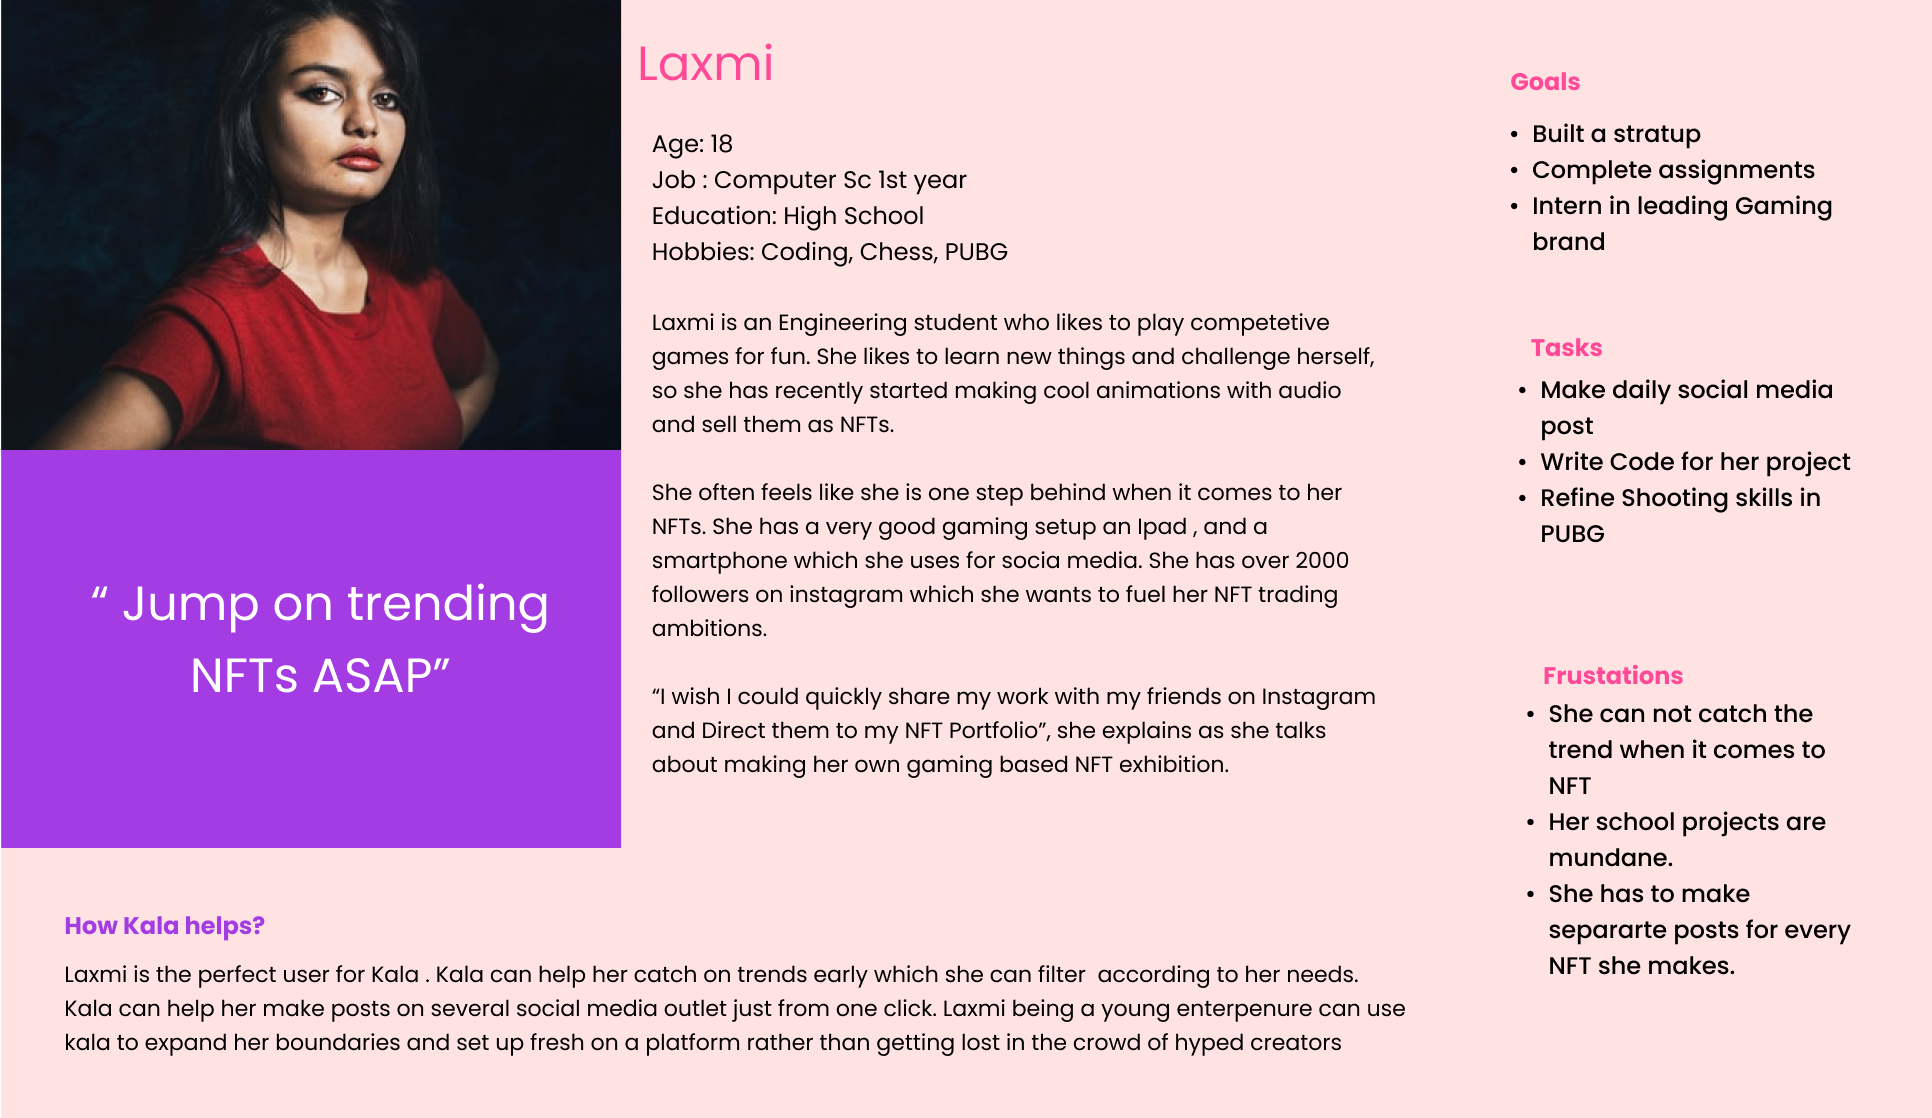 Laxmi
Age: 18
Job : Computer Sc 1st year
Education: High School
Hobbies: Coding, Chess, PUBG
Laxmi is an Engineering student who likes to play competetive
games for fun. She likes to learn new things and challenge herself,
so she has recently started making cool animations with audio
and sell them as NFTs.
She often feels like she is one step behind when it comes to her
NFTs. She has a very good gaming setup an Ipad , and a
smartphone which she uses for socia media. She has over 2000
followers on instagram which she wants to fuel her NFT trading
ambitions.
“I wish I could quickly share my work with my friends on Instagram
and Direct them to my NFT Portfolio”, she explains as she talks
about making her own gaming based NFT exhibition.
“ Jump on trending
NFTs ASAP”
Goals
• Built a stratup
• Complete assignments
• Intern in leading Gaming
brand
Tasks
• Make daily social media
post
• Write Code for her project
• Refine Shooting skills in
PUBG
Frustations
• She can not catch the
trend when it comes to
NFT
• Her school projects are
mundane.
• She has to make
separarte posts for every
NFT she makes.
How Kala helps?
Laxmi is the perfect user for Kala . Kala can help her catch on trends early which she can filter  according to her needs.
Kala can help her make posts on several social media outlet just from one click. Laxmi being a young enterpenure can use
kala to expand her boundaries and set up fresh on a platform rather than getting lost in the crowd of hyped creators